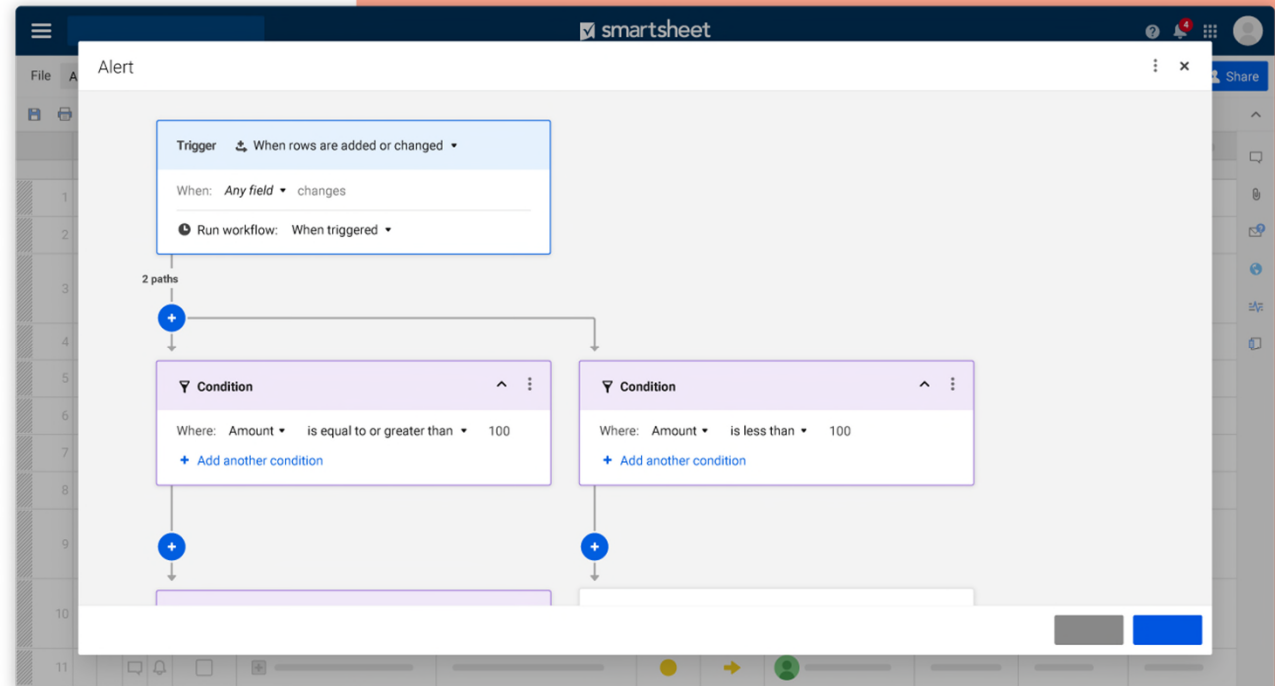 smartsheet
4
Alert
File
Share
Trigger When rows are added or changed
When: Any field changes
Run workflow: When triggered
2 paths
Condition
Condition
Where: Amount is equal to or greater than 100
Where: Amount is less than 100
+ Add another condition
+ Add another condition
1
2
3
4
5
6
7
8
9
10
11